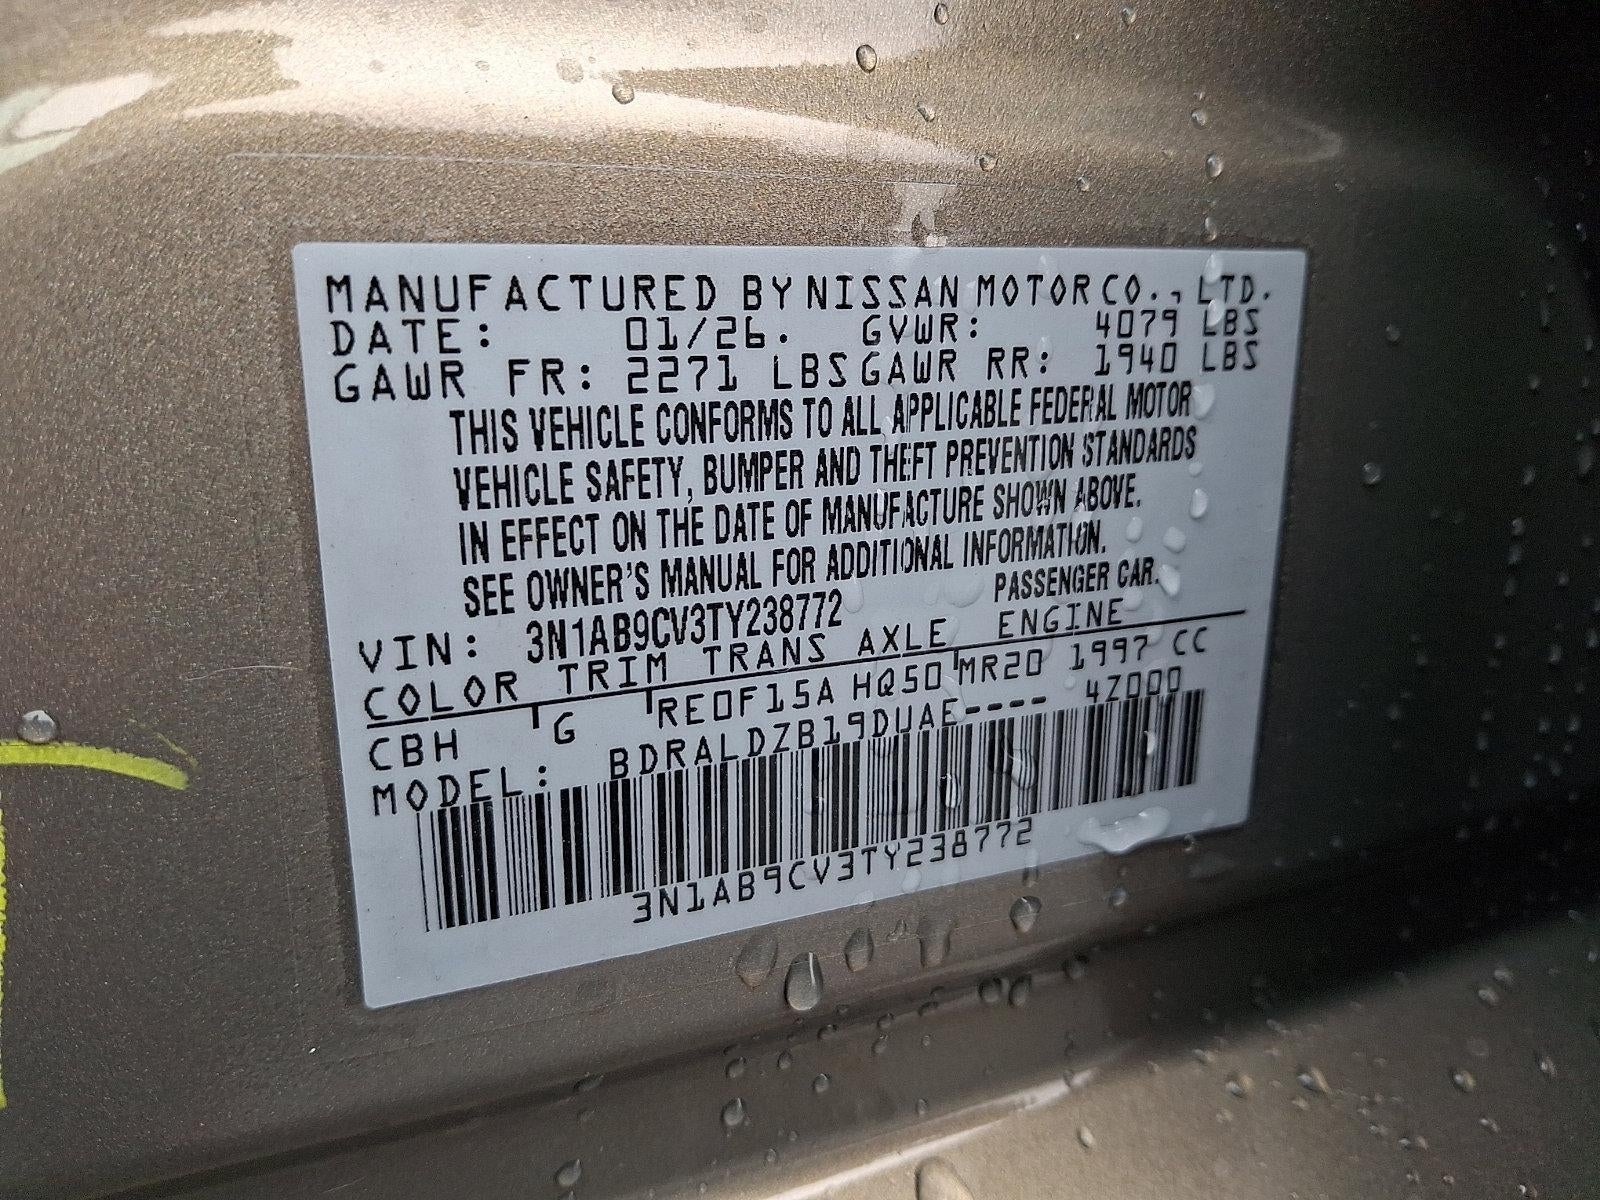 MANUFACTURED BY NISSAN MOTOR CO., LTD.
DATE: 01/26. GVWR: 4079 LBS
GAWR FR: 2271 LBS GAWR RR: 1940 LBS
THIS VEHICLE CONFORMS TO ALL APPLICABLE FEDERAL MOTOR
VEHICLE SAFETY, BUMPER AND THEFT PREVENTION STANDARDS
IN EFFECT ON THE DATE OF MANUFACTURE SHOWN ABOVE.
SEE OWNER'S MANUAL FOR ADDITIONAL INFORMATION.
VIN: 3N1AB9CV3TY238772 PASSENGER CAR.
COLOR TRIM TRANS AXLE ENGINE
CBH G RE0F15A HQ50 MR20 1997 CC
MODEL: BDRALDZB19DUAE---- 4Z000
3N1AB9CV3TY238772